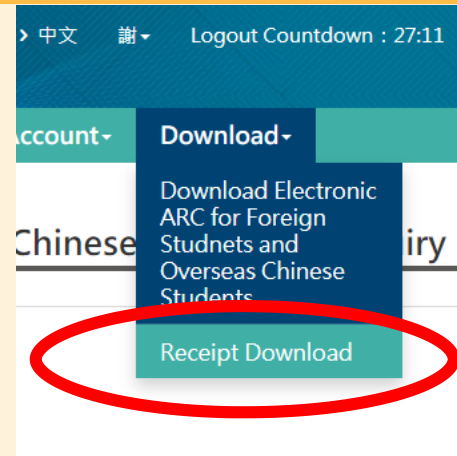 中文 謝 Logout Countdown：27:11
Account Download
Download Electronic
ARC for Foreign
Studnets and
Overseas Chinese
Students
Chinese iry
Receipt Download